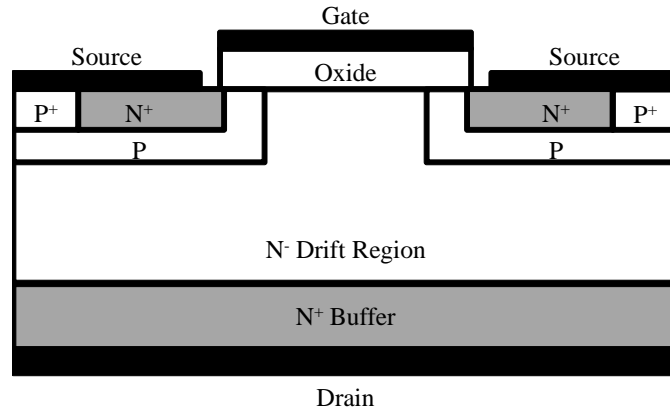 Gate
Source
Source
Oxide
P⁺
N⁺
N⁺
P⁺
P
P
N⁻ Drift Region
N⁺ Buffer
Drain